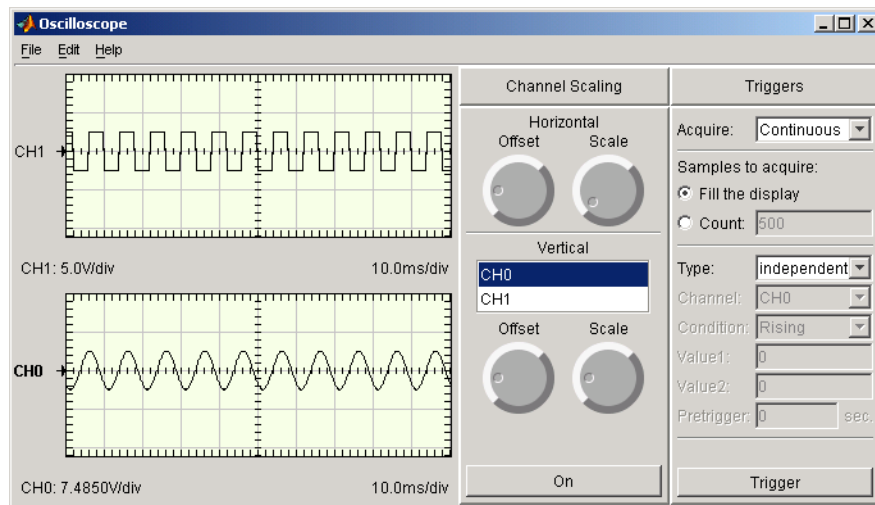 Oscilloscope
File Edit Help
CH1
CH1: 5.0V/div 10.0ms/div
CH0
CH0: 7.4850V/div 10.0ms/div
Channel Scaling
Horizontal
Offset Scale
Vertical
CH0
CH1
Offset Scale
On
Triggers
Acquire: Continuous
Samples to acquire:
Fill the display
Count: 500
Type: independent
Channel: CH0
Condition: Rising
Value1: 0
Value2: 0
Pretrigger: 0 sec.
Trigger